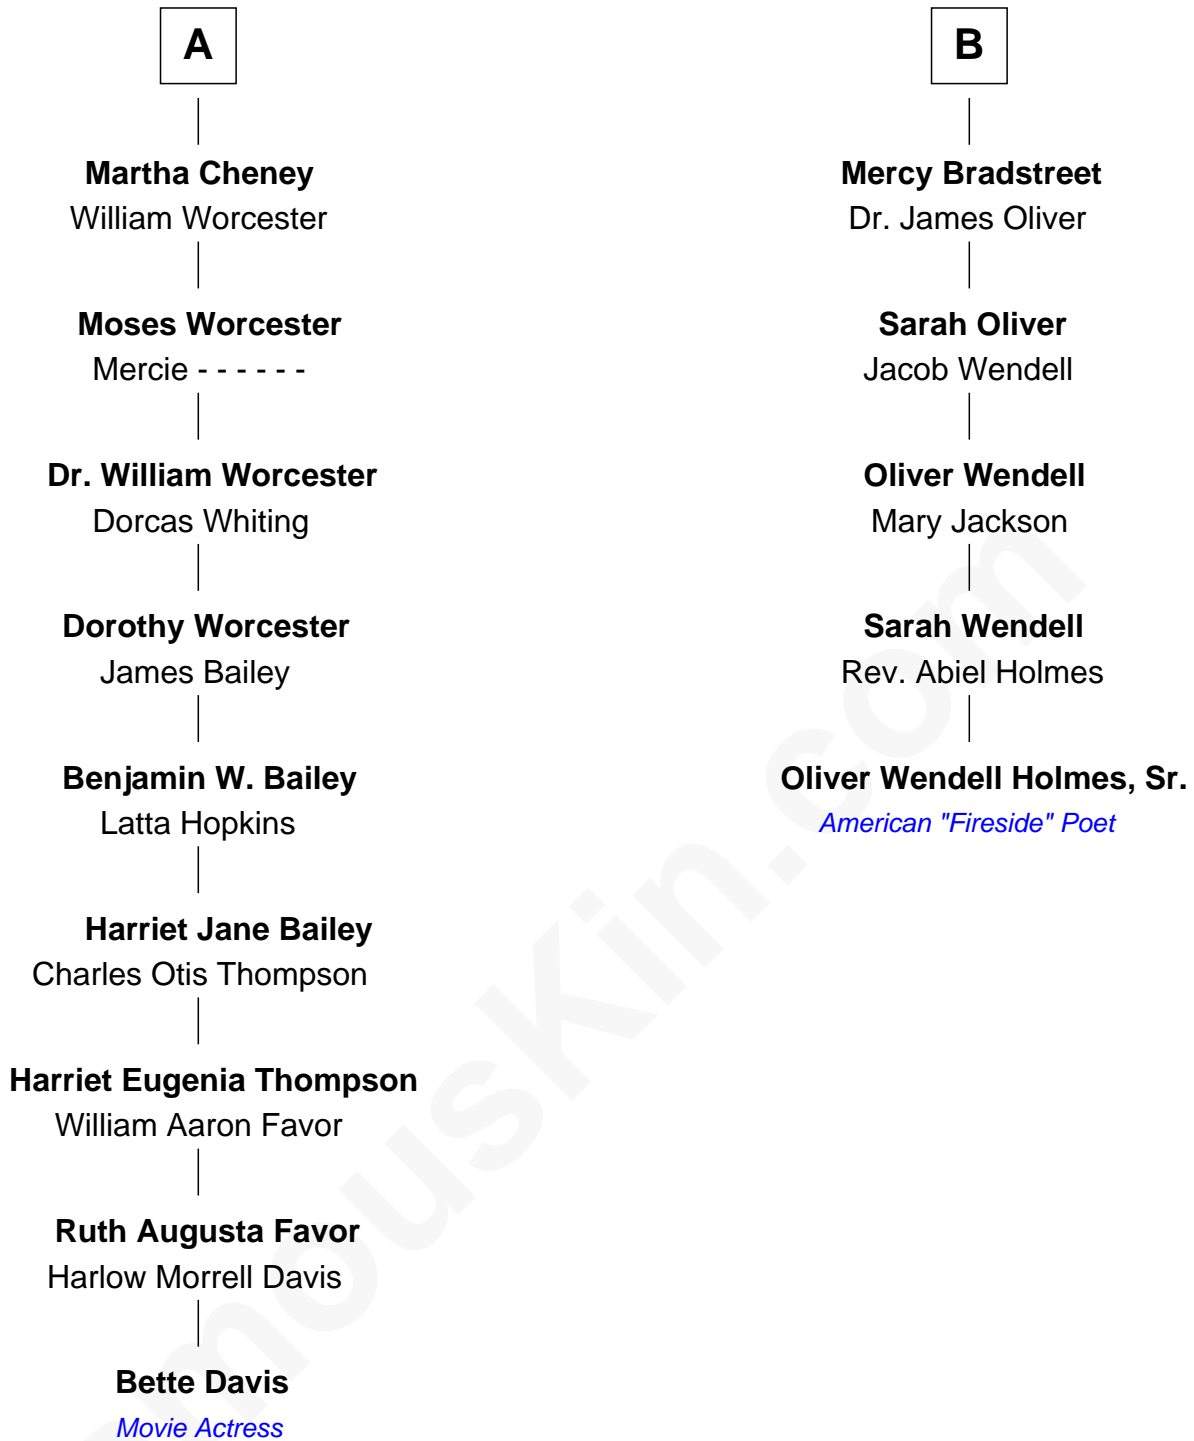 A
Martha Cheney
William Worcester
Moses Worcester
Mercie - - - - - -
Dr. William Worcester
Dorcas Whiting
Dorothy Worcester
James Bailey
Benjamin W. Bailey
Latta Hopkins
Harriet Jane Bailey
Charles Otis Thompson
Harriet Eugenia Thompson
William Aaron Favor
Ruth Augusta Favor
Harlow Morrell Davis
Bette Davis
Movie Actress
B
Mercy Bradstreet
Dr. James Oliver
Sarah Oliver
Jacob Wendell
Oliver Wendell
Mary Jackson
Sarah Wendell
Rev. Abiel Holmes
Oliver Wendell Holmes, Sr.
American "Fireside" Poet
mousKin.com